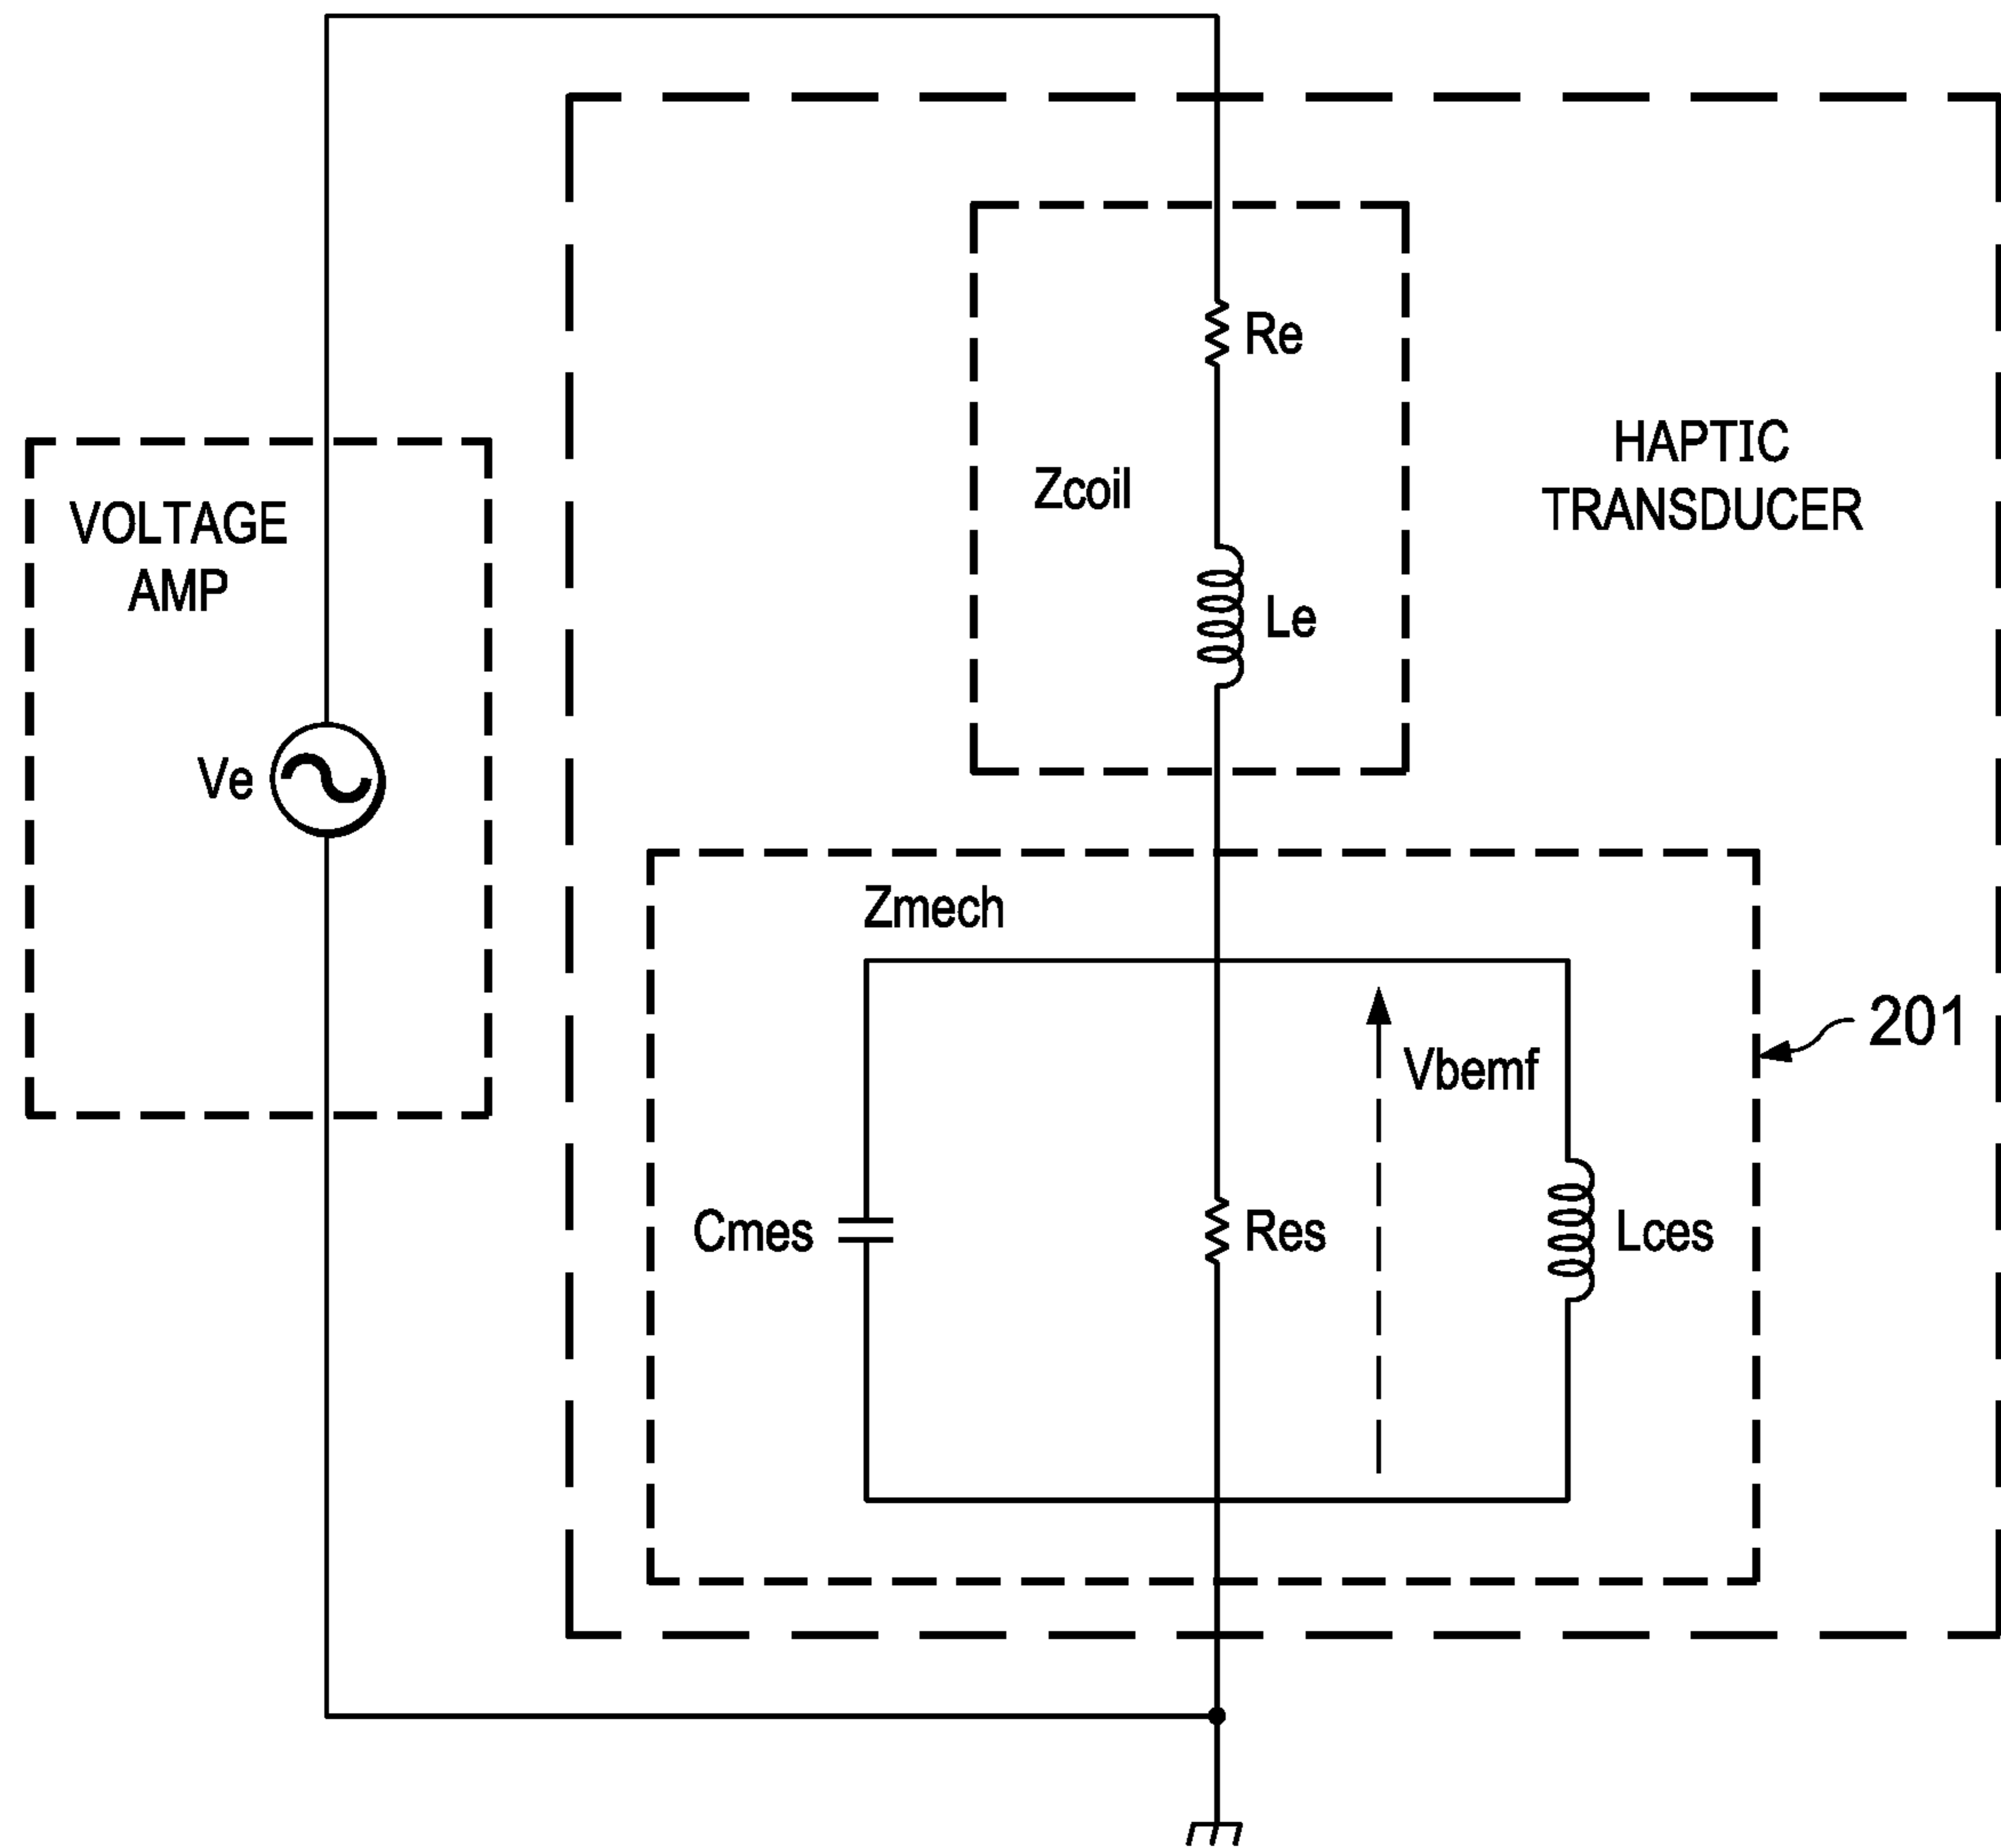 Re
HAPTIC
TRANSDUCER
Zcoil
VOLTAGE
AMP
Le
Ve
Zmech
201
Vbemf
Cmes
Res
Lces